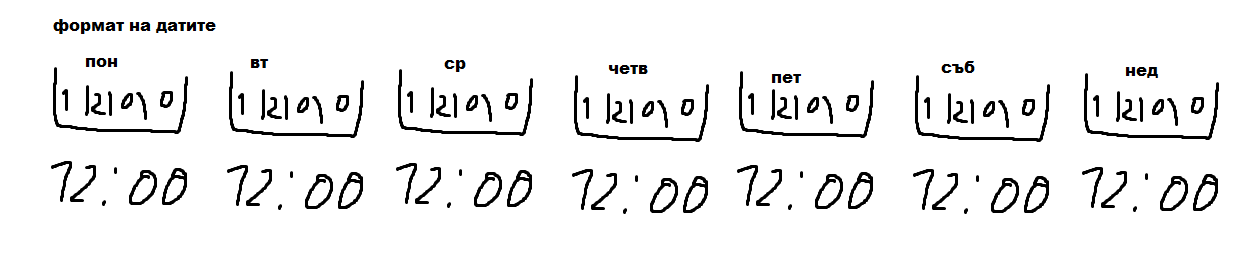 формат на датите
пон вт ср четв пет съб нед
1 |2|0\0 1 |2|0\0 1 |2|0\0 1 |2|0\0 1 |2|0\0 1 |2|0\0 1 |2|0\0
12:00 12:00 12:00 12:00 12:00 12:00 12:00